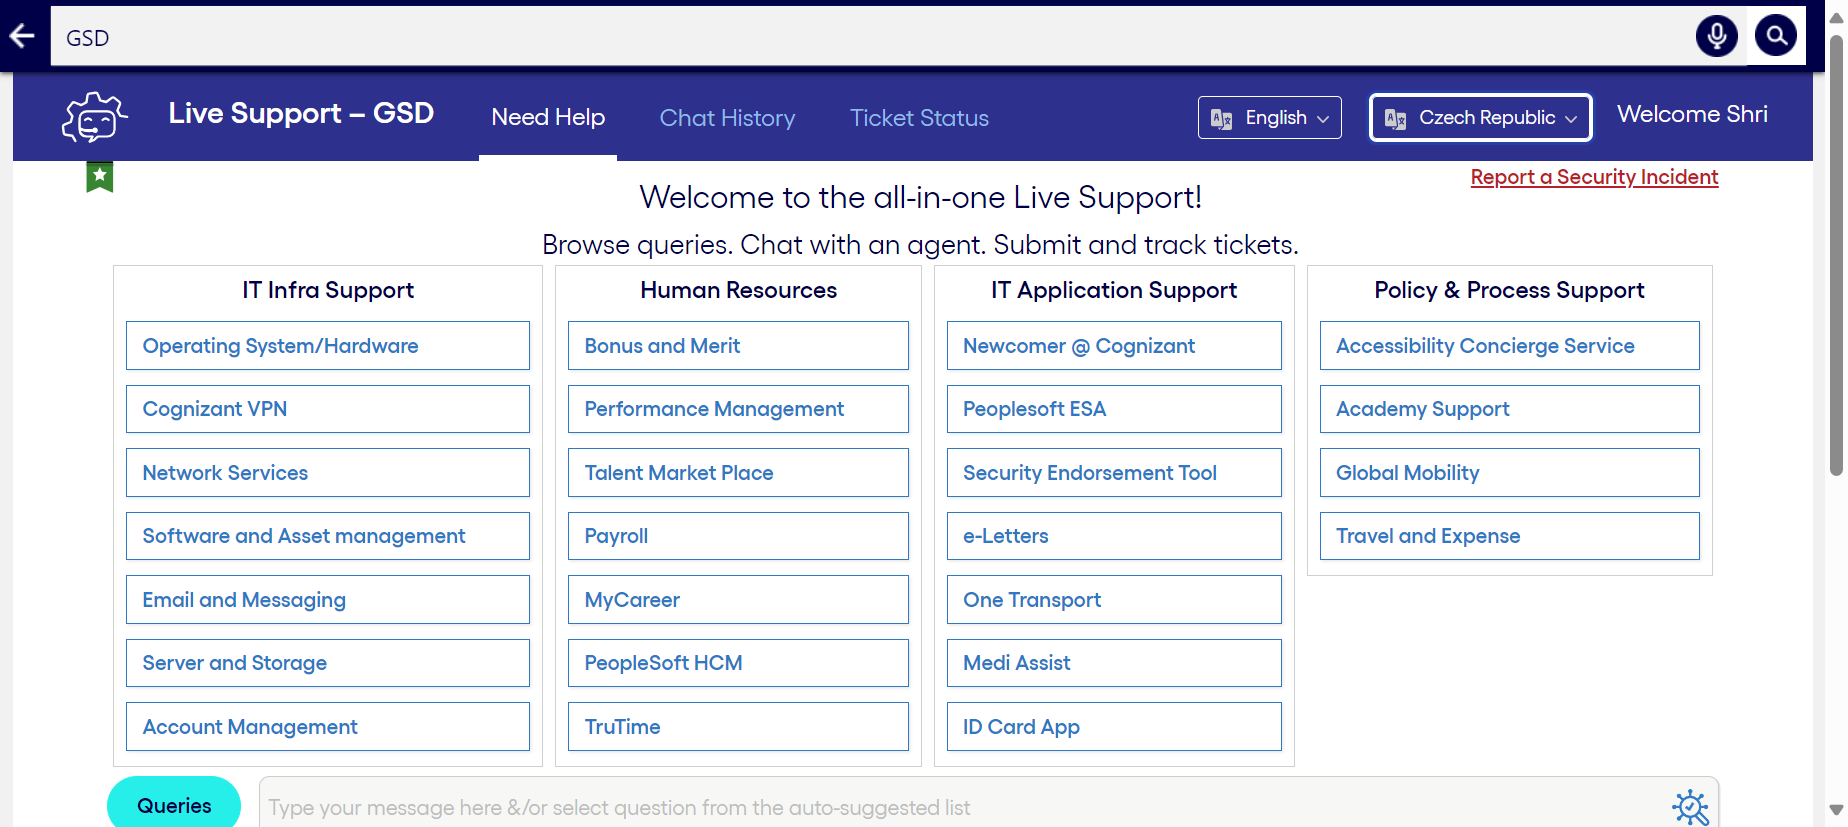 GSD
Live Support – GSD
Need Help
Chat History
Ticket Status
English
Czech Republic
Welcome Shri
Report a Security Incident
Welcome to the all-in-one Live Support!
Browse queries. Chat with an agent. Submit and track tickets.
IT Infra Support
Operating System/Hardware
Cognizant VPN
Network Services
Software and Asset management
Email and Messaging
Server and Storage
Account Management
Human Resources
Bonus and Merit
Performance Management
Talent Market Place
Payroll
MyCareer
PeopleSoft HCM
TruTime
IT Application Support
Newcomer @ Cognizant
Peoplesoft ESA
Security Endorsement Tool
e-Letters
One Transport
Medi Assist
ID Card App
Policy & Process Support
Accessibility Concierge Service
Academy Support
Global Mobility
Travel and Expense
Queries
Type your message here &/or select question from the auto-suggested list